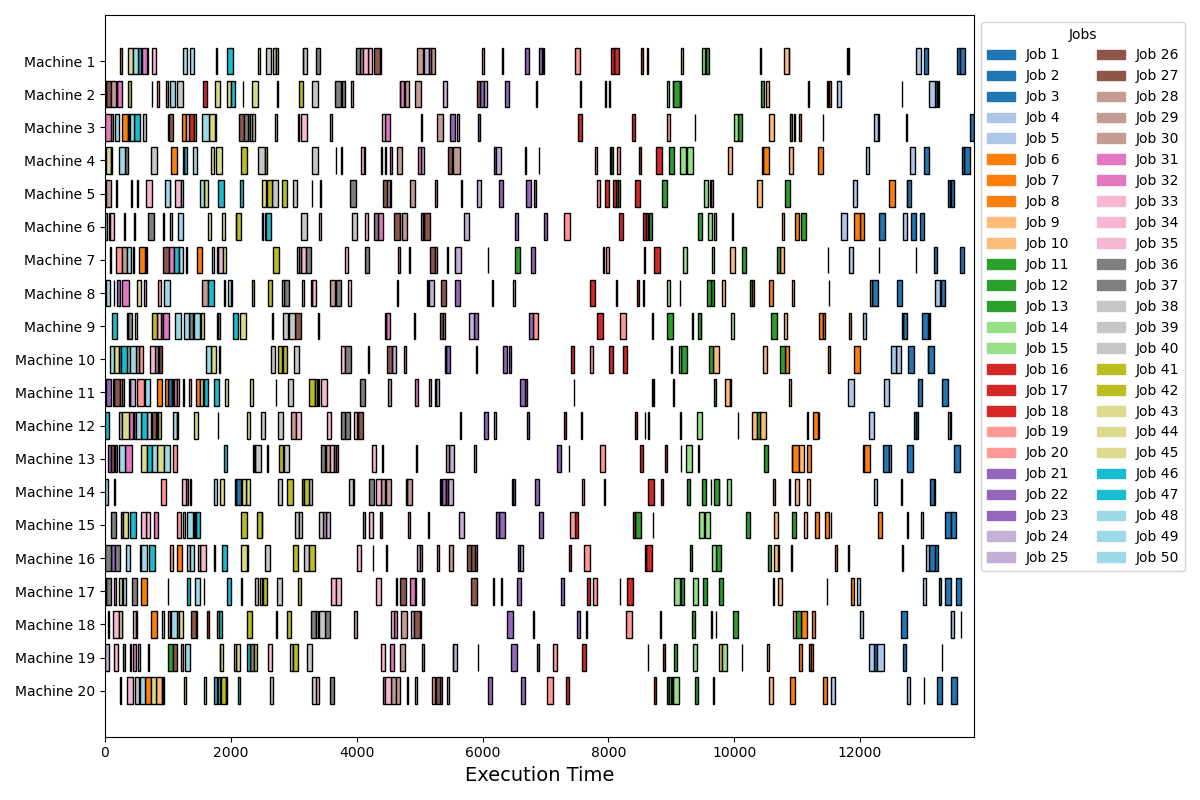 Machine 1
Machine 2
Machine 3
Machine 4
Machine 5
Machine 6
Machine 7
Machine 8
Machine 9
Machine 10
Machine 11
Machine 12
Machine 13
Machine 14
Machine 15
Machine 16
Machine 17
Machine 18
Machine 19
Machine 20
0 2000 4000 6000 8000 10000 12000
Execution Time
Jobs
Job 1
Job 2
Job 3
Job 4
Job 5
Job 6
Job 7
Job 8
Job 9
Job 10
Job 11
Job 12
Job 13
Job 14
Job 15
Job 16
Job 17
Job 18
Job 19
Job 20
Job 21
Job 22
Job 23
Job 24
Job 25
Job 26
Job 27
Job 28
Job 29
Job 30
Job 31
Job 32
Job 33
Job 34
Job 35
Job 36
Job 37
Job 38
Job 39
Job 40
Job 41
Job 42
Job 43
Job 44
Job 45
Job 46
Job 47
Job 48
Job 49
Job 50